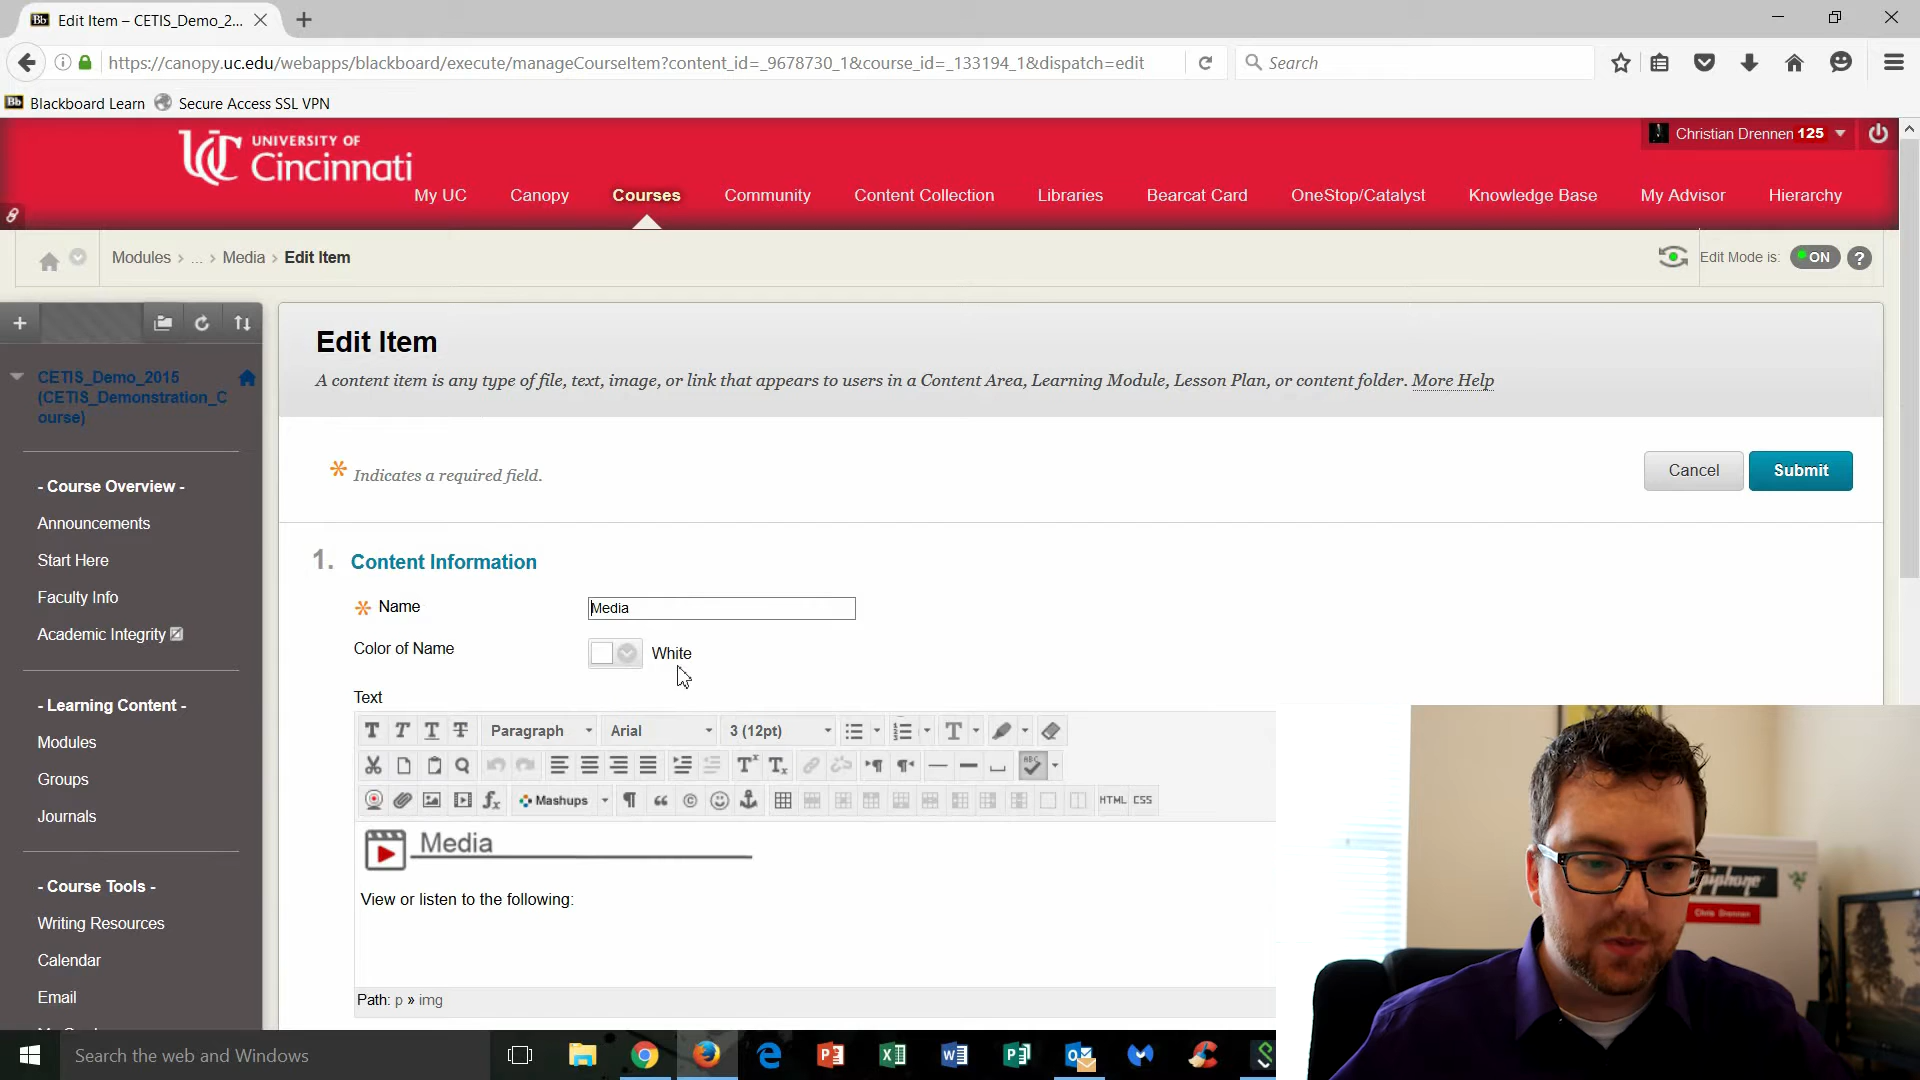 Edit Item – CETIS_Demo_2...
https://canopy.uc.edu/webapps/blackboard/execute/manageCourseItem?content_id=_9678730_1&course_id=_133194_1&dispatch=edit
Search
Blackboard Learn
Secure Access SSL VPN
UNIVERSITY OF
Cincinnati
Christian Drennen 125
My UC
Canopy
Courses
Community
Content Collection
Libraries
Bearcat Card
OneStop/Catalyst
Knowledge Base
My Advisor
Hierarchy
Modules > ... > Media > Edit Item
Edit Mode is: ON ?
CETIS_Demo_2015
(CETIS_Demonstration_C
ourse)
- Course Overview -
Announcements
Start Here
Faculty Info
Academic Integrity
- Learning Content -
Modules
Groups
Journals
- Course Tools -
Writing Resources
Calendar
Email
Edit Item
A content item is any type of file, text, image, or link that appears to users in a Content Area, Learning Module, Lesson Plan, or content folder. More Help
* Indicates a required field.
Cancel
Submit
1. Content Information
* Name
Media
Color of Name
White
Text
Paragraph
Arial
3 (12pt)
Mashups
HTML CSS
Media
View or listen to the following:
Path: p » img
Epiphone
Chris Drennen
Search the web and Windows